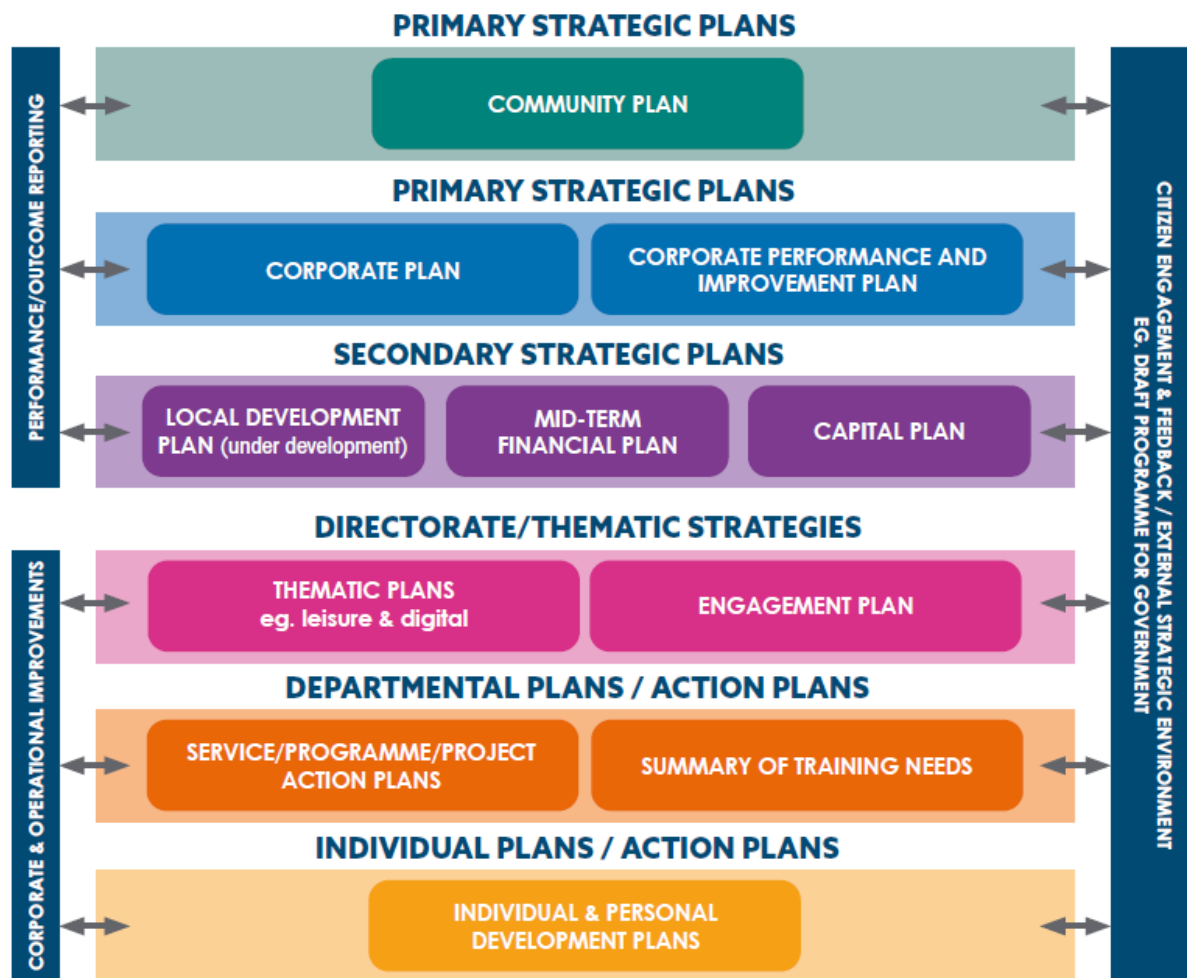 PRIMARY STRATEGIC PLANS
COMMUNITY PLAN
PRIMARY STRATEGIC PLANS
CORPORATE PLAN
CORPORATE PERFORMANCE AND
IMPROVEMENT PLAN
SECONDARY STRATEGIC PLANS
LOCAL DEVELOPMENT
PLAN (under development)
MID-TERM
FINANCIAL PLAN
CAPITAL PLAN
DIRECTORATE/THEMATIC STRATEGIES
THEMATIC PLANS
eg. leisure & digital
ENGAGEMENT PLAN
DEPARTMENTAL PLANS / ACTION PLANS
SERVICE/PROGRAMME/PROJECT
ACTION PLANS
SUMMARY OF TRAINING NEEDS
INDIVIDUAL PLANS / ACTION PLANS
INDIVIDUAL & PERSONAL
DEVELOPMENT PLANS
PERFORMANCE/OUTCOME REPORTING
CORPORATE & OPERATIONAL IMPROVEMENTS
CITIZEN ENGAGEMENT & FEEDBACK / EXTERNAL STRATEGIC ENVIRONMENT
EG. DRAFT PROGRAMME FOR GOVERNMENT